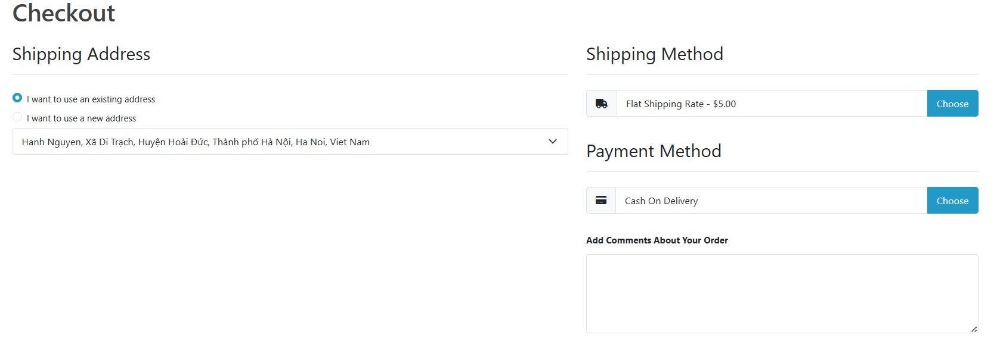 Checkout
Shipping Address
I want to use an existing address
I want to use a new address
Hanh Nguyen, Xã Di Trạch, Huyện Hoài Đức, Thành phố Hà Nội, Ha Noi, Viet Nam
Shipping Method
Flat Shipping Rate - $5.00
Choose
Payment Method
Cash On Delivery
Choose
Add Comments About Your Order